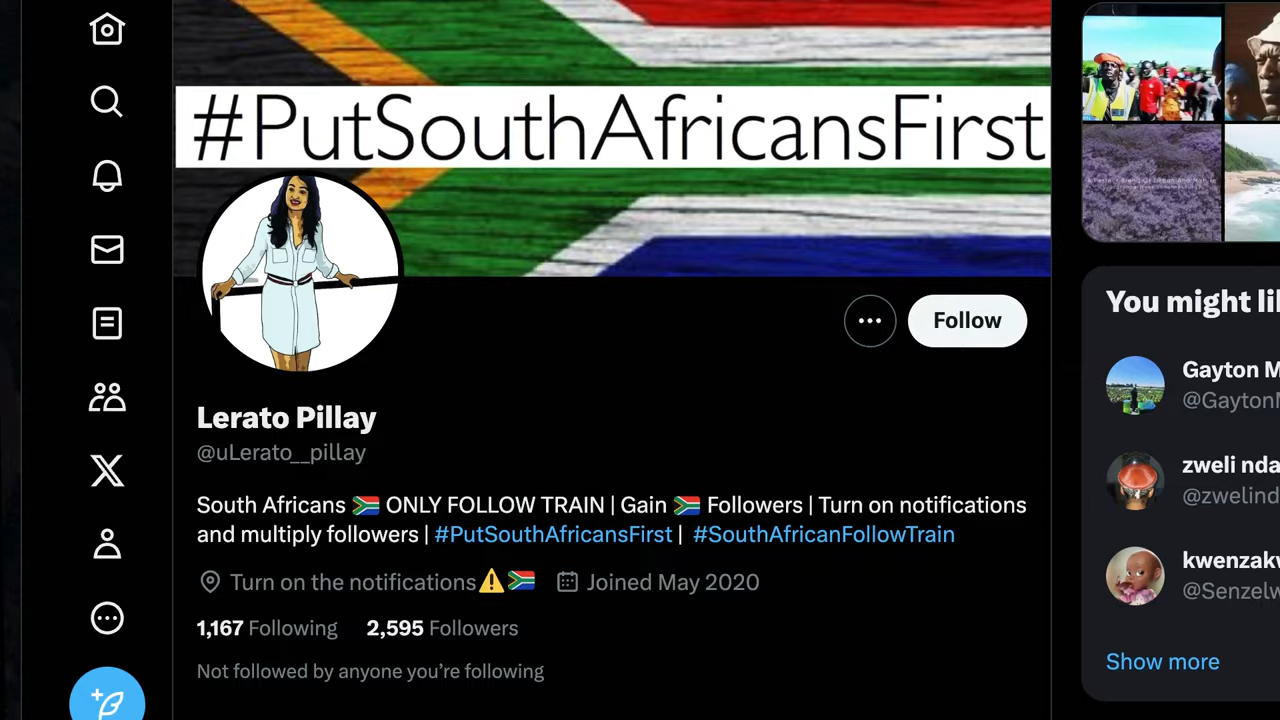 #PutSouthAfricansFirst
Follow
Lerato Pillay
@uLerato__pillay
South Africans 🇿🇦 ONLY FOLLOW TRAIN | Gain 🇿🇦 Followers | Turn on notifications
and multiply followers | #PutSouthAfricansFirst | #SouthAfricanFollowTrain
Turn on the notifications⚠️🇿🇦 Joined May 2020
1,167 Following 2,595 Followers
Not followed by anyone you’re following
You might li
Gayton M
@GaytonM
zweli nda
@zwelind
kwenzakw
@Senzelw
Show more